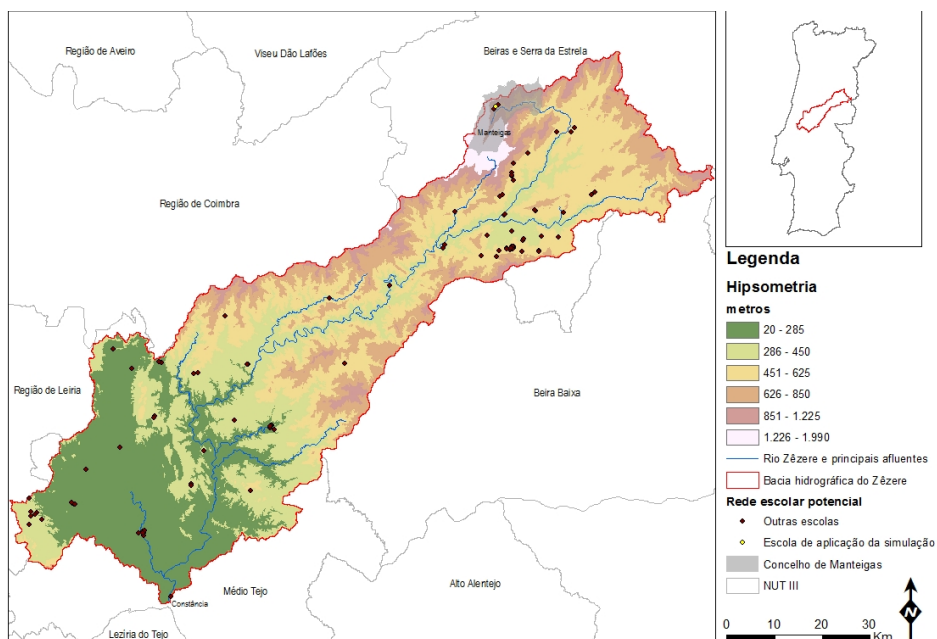 Região de Aveiro
Viseu Dão Lafões
Beiras e Serra da Estrela
Manteigas
Região de Coimbra
Região de Leiria
Beira Baixa
Médio Tejo
Alto Alentejo
Constância
Lezíria do Tejo
Legenda
Hipsometria
metros
20 - 285
286 - 450
451 - 625
626 - 850
851 - 1.225
1.226 - 1.990
Rio Zêzere e principais afluentes
Bacia hidrográfica do Zêzere
Rede escolar potencial
Outras escolas
Escola de aplicação da simulação
Concelho de Manteigas
NUT III
N
0 10 20 30
Km